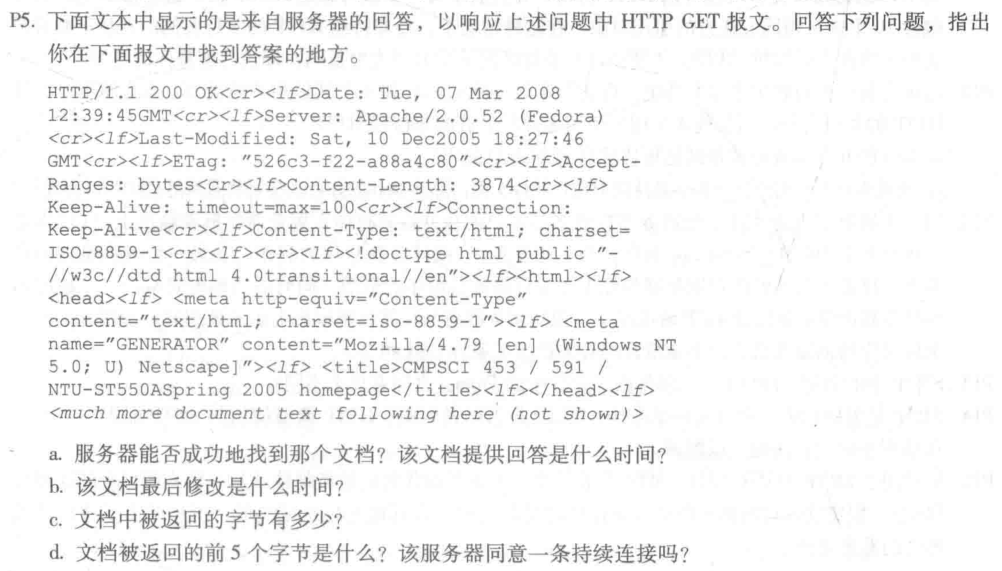 P5. 下面文本中显示的是来自服务器的回答，以响应上述问题中 HTTP GET 报文。回答下列问题，指出
你在下面报文中找到答案的地方。
HTTP/1.1 200 OK<cr><lf>Date: Tue, 07 Mar 2008
12:39:45GMT<cr><lf>Server: Apache/2.0.52 (Fedora)
<cr><lf>Last-Modified: Sat, 10 Dec2005 18:27:46
GMT<cr><lf>ETag: ”526c3-f22-a88a4c80”<cr><lf>Accept-
Ranges: bytes<cr><lf>Content-Length: 3874<cr><lf>
Keep-Alive: timeout=max=100<cr><lf>Connection:
Keep-Alive<cr><lf>Content-Type: text/html; charset=
ISO-8859-1<cr><lf><cr><lf><!doctype html public ”-
//w3c//dtd html 4.0transitional//en”><lf><html><lf>
<head><lf> <meta http-equiv=”Content-Type”
content=”text/html; charset=iso-8859-1”><lf> <meta
name=”GENERATOR” content=”Mozilla/4.79 [en] (Windows NT
5.0; U) Netscape]”><lf> <title>CMPSCI 453 / 591 /
NTU-ST550ASpring 2005 homepage</title><lf></head><lf>
<much more document text following here (not shown)>
a. 服务器能否成功地找到那个文档？该文档提供回答是什么时间？
b. 该文档最后修改是什么时间？
c. 文档中被返回的字节有多少？
d. 文档被返回的前 5 个字节是什么？该服务器同意一条持续连接吗？